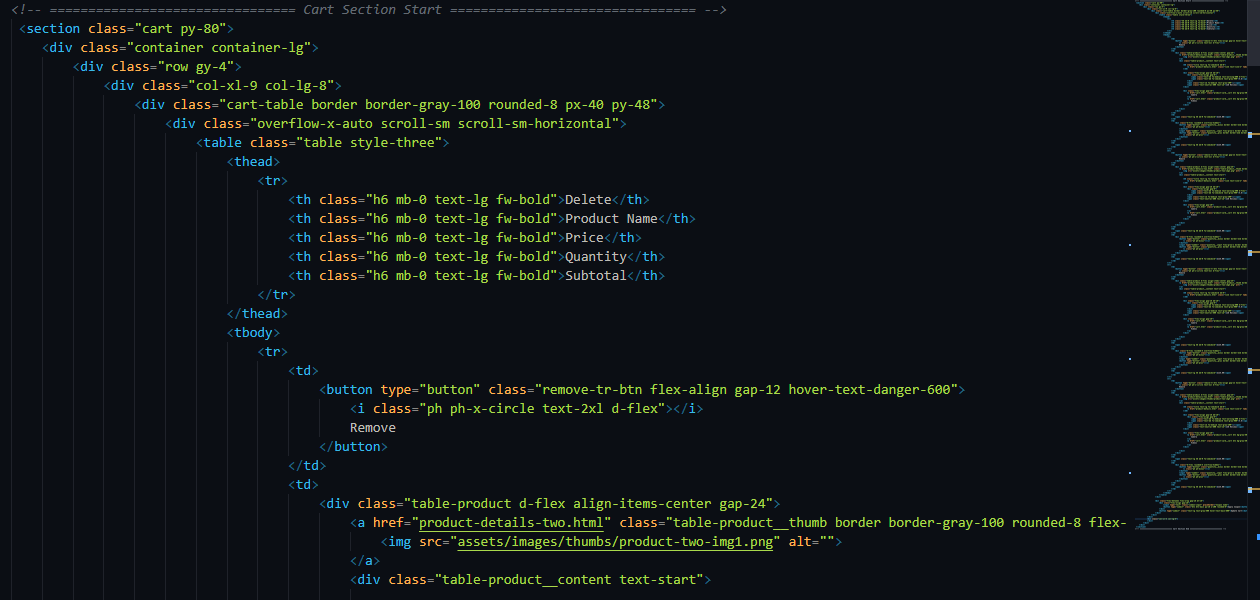 <!-- ================================ Cart Section Start ================================ -->
<section class="cart py-80">
<div class="container container-lg">
<div class="row gy-4">
<div class="col-xl-9 col-lg-8">
<div class="cart-table border border-gray-100 rounded-8 px-40 py-48">
<div class="overflow-x-auto scroll-sm scroll-sm-horizontal">
<table class="table style-three">
<thead>
<tr>
<th class="h6 mb-0 text-lg fw-bold">Delete</th>
<th class="h6 mb-0 text-lg fw-bold">Product Name</th>
<th class="h6 mb-0 text-lg fw-bold">Price</th>
<th class="h6 mb-0 text-lg fw-bold">Quantity</th>
<th class="h6 mb-0 text-lg fw-bold">Subtotal</th>
</tr>
</thead>
<tbody>
<tr>
<td>
<button type="button" class="remove-tr-btn flex-align gap-12 hover-text-danger-600">
<i class="ph ph-x-circle text-2xl d-flex"></i>
Remove
</button>
</td>
<td>
<div class="table-product d-flex align-items-center gap-24">
<a href="product-details-two.html" class="table-product__thumb border border-gray-100 rounded-8 flex-
<img src="assets/images/thumbs/product-two-img1.png" alt="">
</a>
<div class="table-product__content text-start">